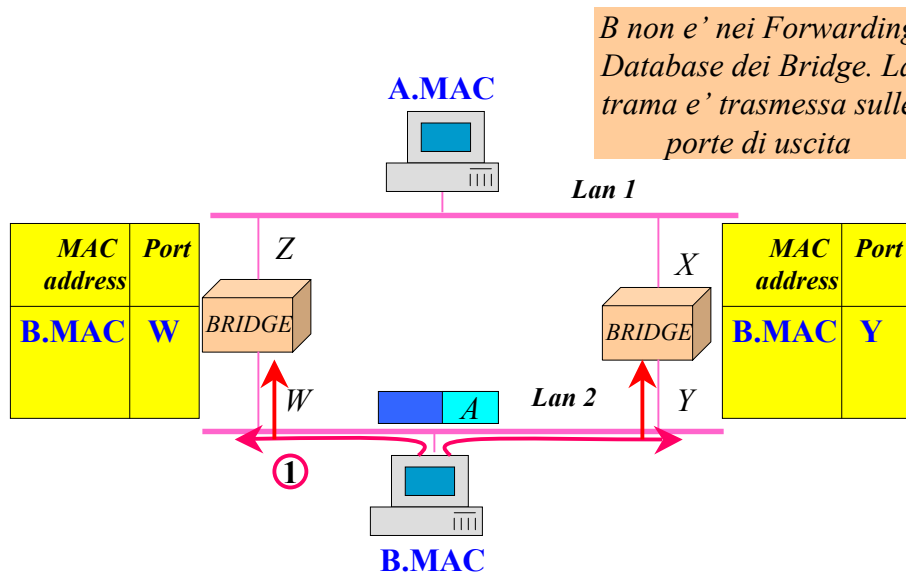 B non e' nei Forwarding
Database dei Bridge. La
trama e' trasmessa sulle
porte di uscita
A.MAC
Lan 1
MAC address Port
B.MAC W
Z
BRIDGE
W
X
BRIDGE
Y
MAC address Port
B.MAC Y
A
Lan 2
1
B.MAC